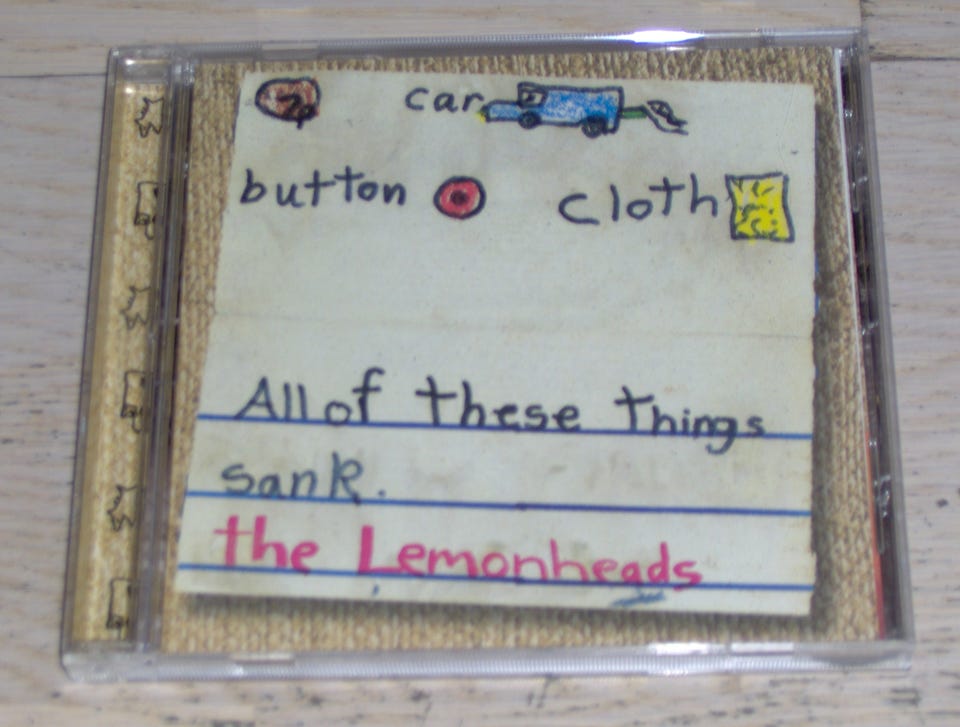 car
button cloth
All of these things
sank.
the Lemonheads